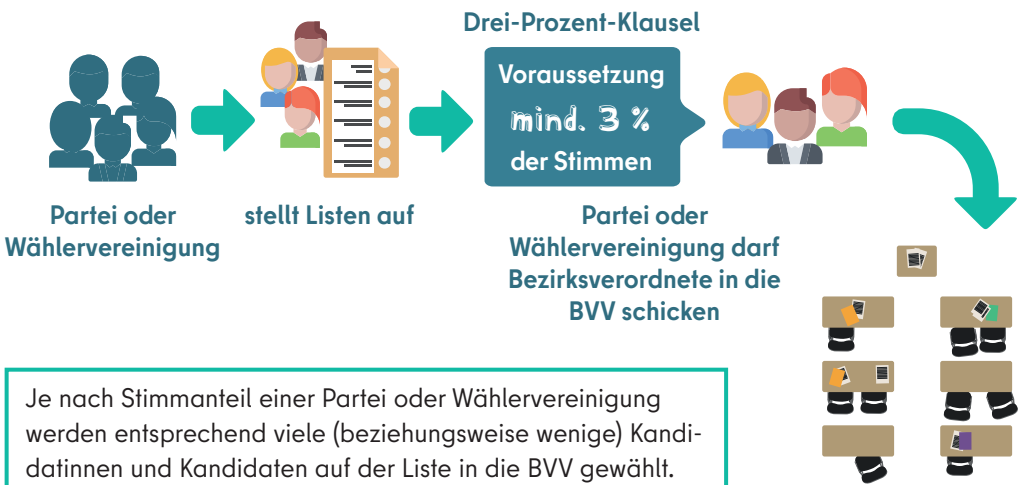 Drei-Prozent-Klausel
Voraussetzung
mind. 3 %
der Stimmen
Partei oder
Wählervereinigung
stellt Listen auf
Partei oder
Wählervereinigung darf
Bezirksverordnete in die
BVV schicken
Je nach Stimmanteil einer Partei oder Wählervereinigung
werden entsprechend viele (beziehungsweise wenige) Kandi-
datinnen und Kandidaten auf der Liste in die BVV gewählt.